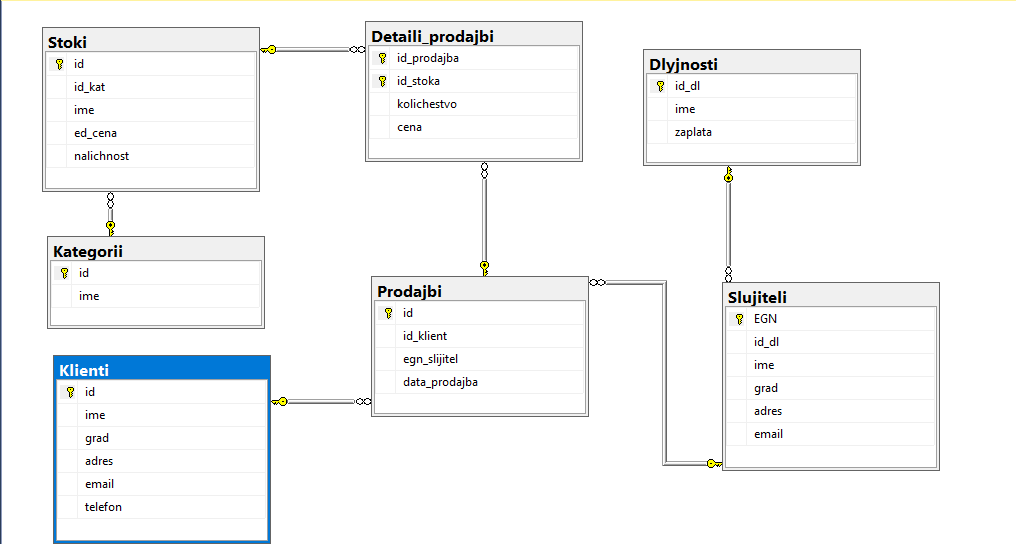 Stoki
id
id_kat
ime
ed_cena
nalichnost
Detaili_prodajbi
id_prodajba
id_stoka
kolichestvo
cena
Dlyjnosti
id_dl
ime
zaplata
Kategorii
id
ime
Prodajbi
id
id_klient
egn_slijitel
data_prodajba
Slujiteli
EGN
id_dl
ime
grad
adres
email
Klienti
id
ime
grad
adres
email
telefon